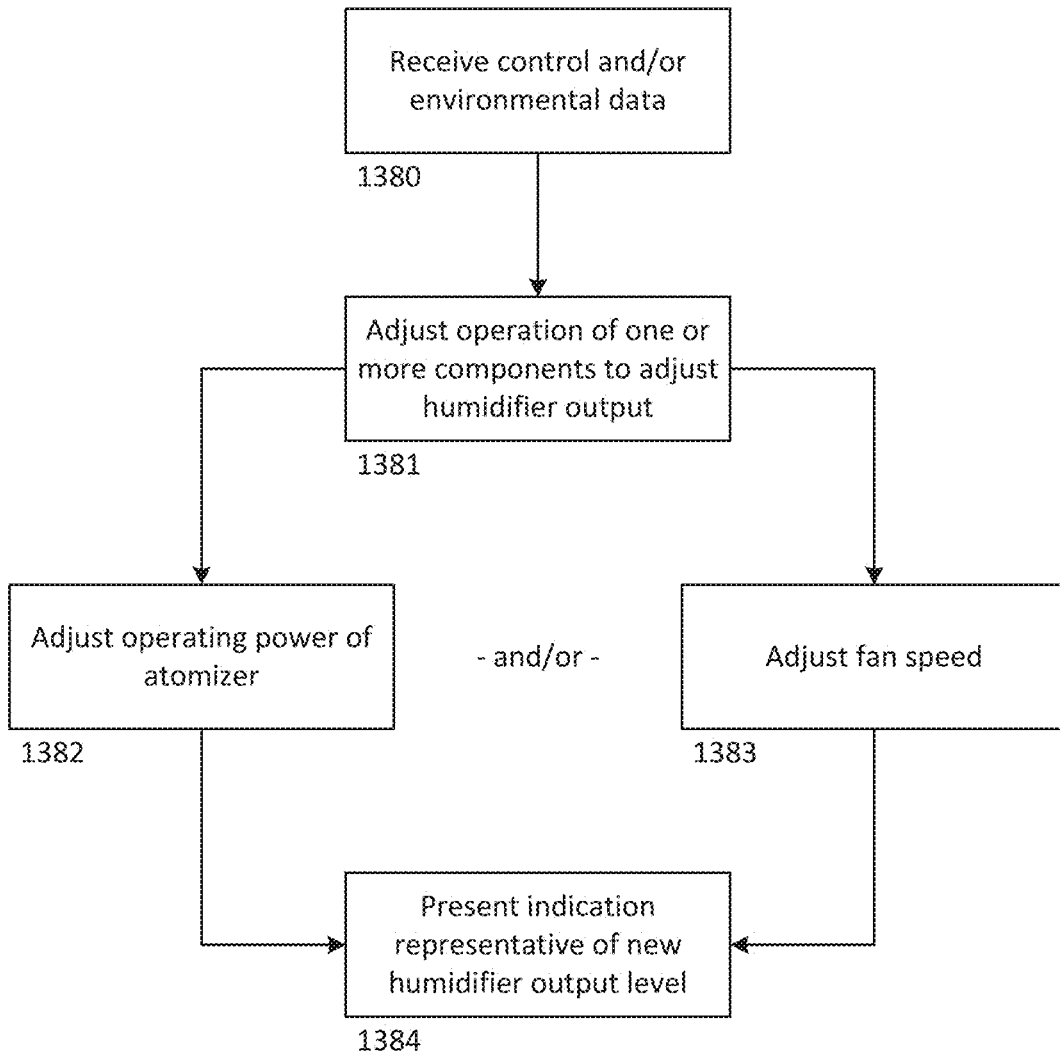 Receive control and/or
environmental data
1380
Adjust operation of one or
more components to adjust
humidifier output
1381
Adjust operating power of
atomizer
1382
- and/or -
Adjust fan speed
1383
Present indication
representative of new
humidifier output level
1384